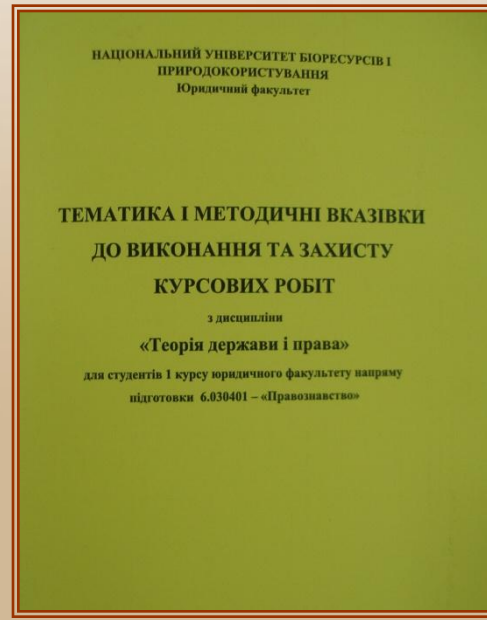 НАЦІОНАЛЬНИЙ УНІВЕРСИТЕТ БІОРЕСУРСІВ І
ПРИРОДОКОРИСТУВАННЯ
Юридичний факультет
ТЕМАТИКА І МЕТОДИЧНІ ВКАЗІВКИ
ДО ВИКОНАННЯ ТА ЗАХИСТУ
КУРСОВИХ РОБІТ
з дисципліни
«Теорія держави і права»
для студентів 1 курсу юридичного факультету напряму
підготовки 6.030401 – «Правознавство»